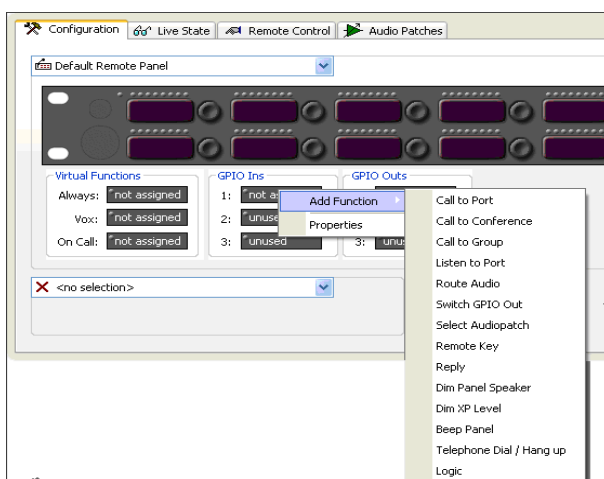 Configuration Live State Remote Control Audio Patches
Default Remote Panel
Virtual Functions GPIO Ins GPIO Outs
Always: not assigned 1: not a Add Function Call to Port
Properties Call to Conference
Vox: not assigned 2: unuse
On Call: not assigned 3: unused 3: unu Call to Group
Listen to Port
<no selection> Route Audio
Switch GPIO Out
Select Audiopatch
Remote Key
Reply
Dim Panel Speaker
Dim XP Level
Beep Panel
Telephone Dial / Hang up
Logic